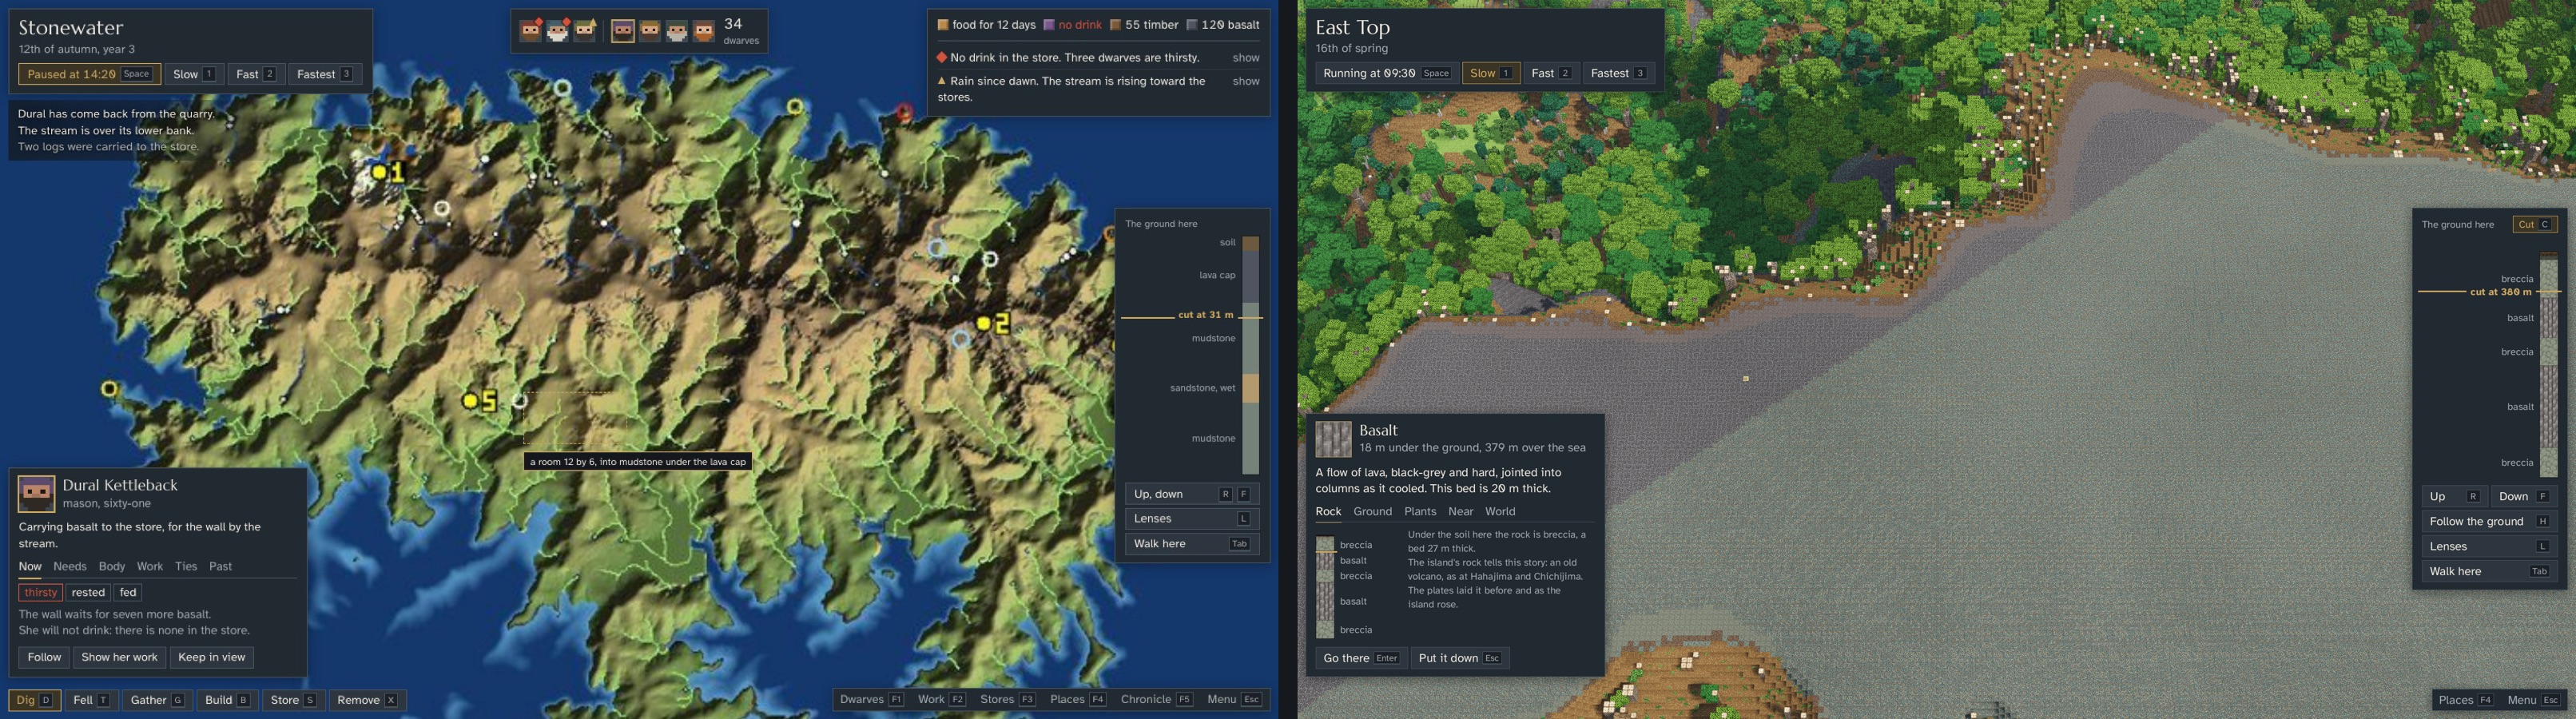 Stonewater
12th of autumn, year 3
Paused at 14:20 Space Slow 1 Fast 2 Fastest 3
Dural has come back from the quarry.
The stream is over its lower bank.
Two logs were carried to the store.
34
dwarves
food for 12 days no drink 55 timber 120 basalt
No drink in the store. Three dwarves are thirsty. show
Rain since dawn. The stream is rising toward the show
stores.
1
2
5
a room 12 by 6, into mudstone under the lava cap
The ground here
soil
lava cap
cut at 31 m
mudstone
sandstone, wet
mudstone
Up, down R F
Lenses L
Walk here Tab
Dural Kettleback
mason, sixty-one
Carrying basalt to the store, for the wall by the
stream.
Now Needs Body Work Ties Past
thirsty rested fed
The wall waits for seven more basalt.
She will not drink: there is none in the store.
Follow Show her work Keep in view
Dig D Fell T Gather G Build B Store S Remove X
Dwarves F1 Work F2 Stores F3 Places F4 Chronicle F5 Menu Esc
East Top
16th of spring
Running at 09:30 Space Slow 1 Fast 2 Fastest 3
The ground here Cut C
breccia
cut at 380 m
basalt
breccia
basalt
breccia
Up R Down F
Follow the ground H
Lenses L
Walk here Tab
Basalt
18 m under the ground, 379 m over the sea
A flow of lava, black-grey and hard, jointed into
columns as it cooled. This bed is 20 m thick.
Rock Ground Plants Near World
breccia
basalt
breccia
basalt
breccia
Under the soil here the rock is breccia, a
bed 27 m thick.
The island's rock tells this story: an old
volcano, as at Hahajima and Chichijima.
The plates laid it before and as the
island rose.
Go there Enter Put it down Esc
Places F4 Menu Esc